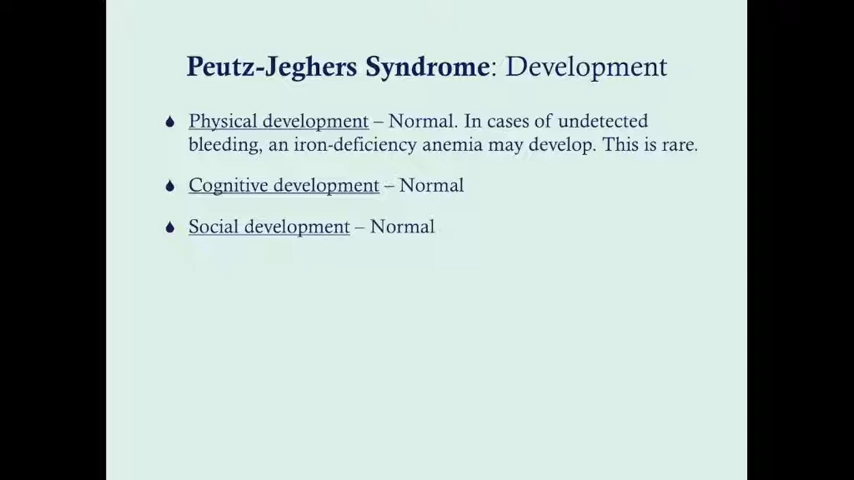 Peutz-Jeghers Syndrome: Development
Physical development – Normal. In cases of undetected
bleeding, an iron-deficiency anemia may develop. This is rare.
Cognitive development – Normal
Social development – Normal